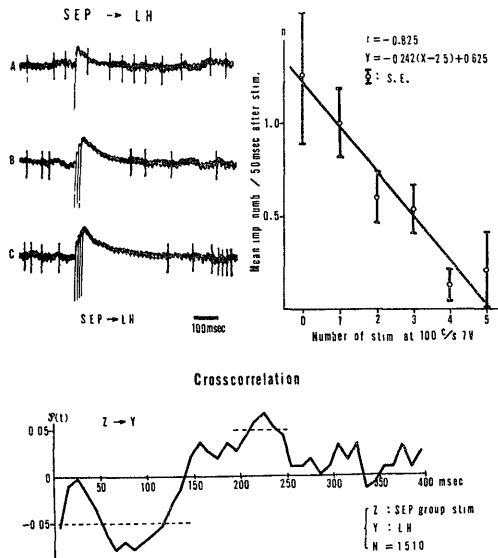 SEP → LH
A
B
C
SEP → LH
100msec
n
r = -0.825
Y = -0.242(X-2.5)+0.625
: S.E.
Mean imp numb / 50msec after stim.
1.0
0.5
0 1 2 3 4 5
Number of stim at 100 c/s 7V
Crosscorrelation
𝒫(t)
Z → Y
0 05
0
-0 05
50 100 150 200 250 300 350 400
msec
Z : SEP group stim
Y : LH
N = 1510